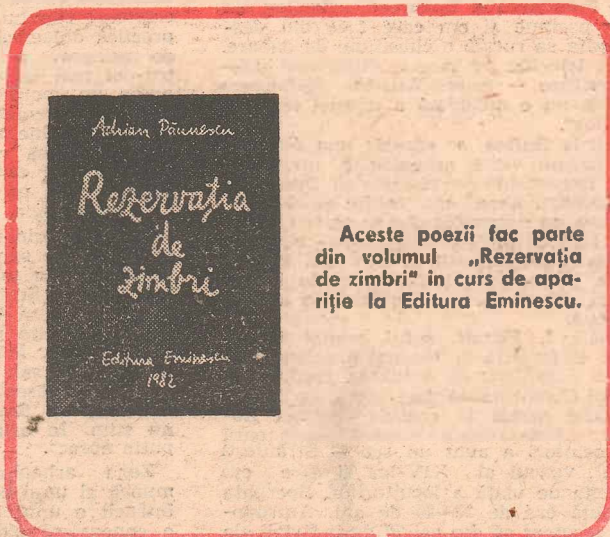 Adrian Păunescu
Rezervația
de
zimbri
Editura Eminescu
1982
Aceste poezii fac parte
din volumul „Rezervația
de zimbri" in curs de apa-
riție la Editura Eminescu.